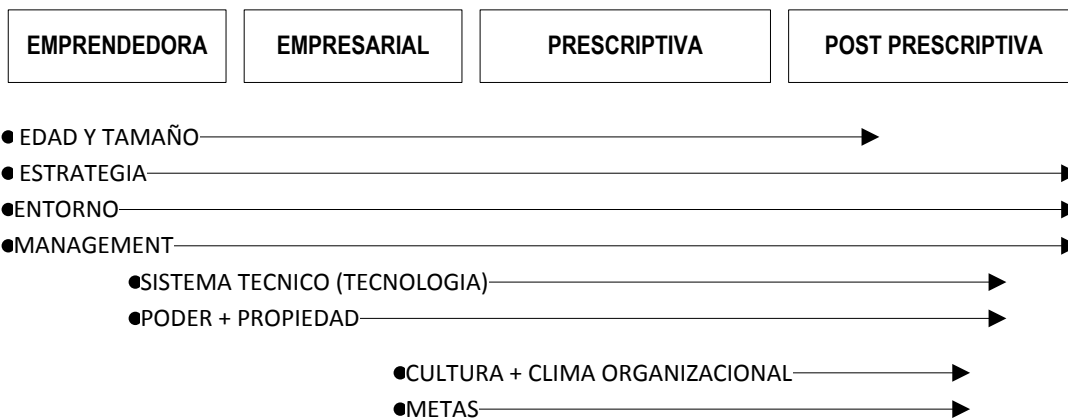 EMPRENDEDORA EMPRESARIAL PRESCRIPTIVA POST PRESCRIPTIVA
EDAD Y TAMAÑO
ESTRATEGIA
ENTORNO
MANAGEMENT
SISTEMA TECNICO (TECNOLOGIA)
PODER + PROPIEDAD
CULTURA + CLIMA ORGANIZACIONAL
METAS